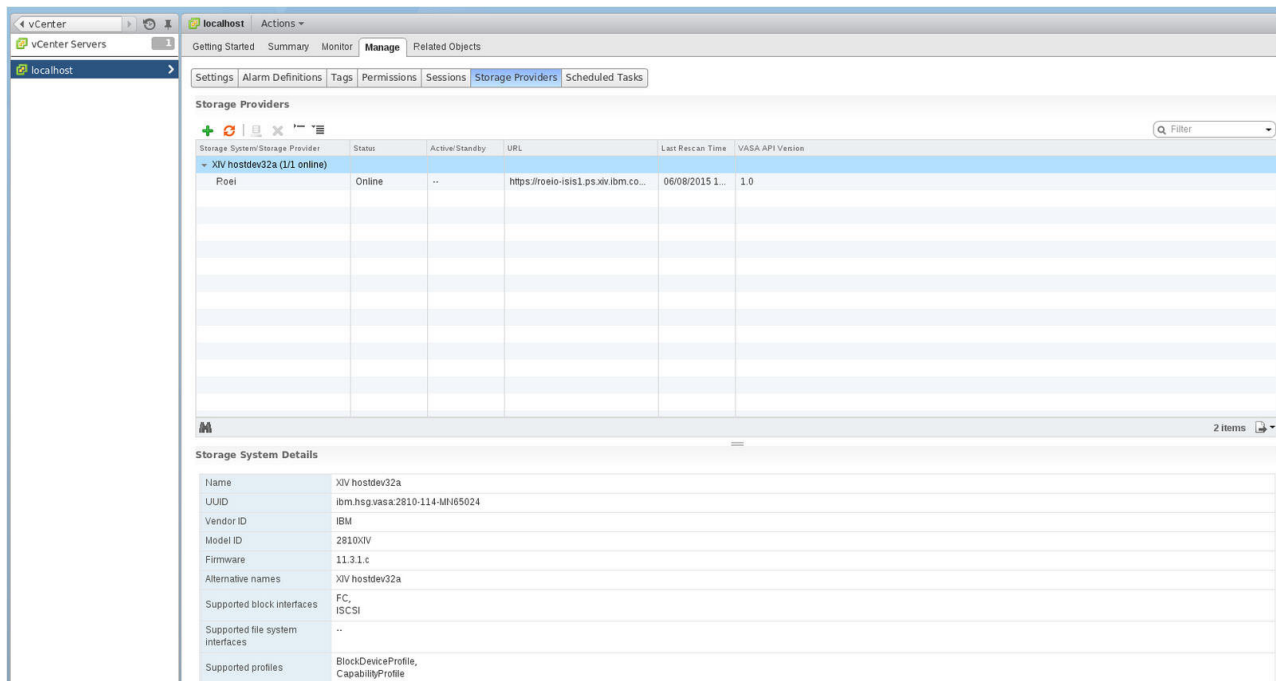 vCenter
vCenter Servers 1
localhost
localhost Actions
Getting Started Summary Monitor Manage Related Objects
Settings Alarm Definitions Tags Permissions Sessions Storage Providers Scheduled Tasks
Storage Providers
Filter
Storage System/Storage Provider Status Active/Standby URL Last Rescan Time VASA API Version
XIV hostdev32a (1/1 online)
Roei Online -- https://roeio-isis1.ps.xiv.ibm.co... 06/08/2015 1... 1.0
2 items
Storage System Details
Name XIV hostdev32a
UUID ibm.hsg.vasa:2810-114-MN65024
Vendor ID IBM
Model ID 2810XIV
Firmware 11.3.1.c
Alternative names XIV hostdev32a
Supported block interfaces FC,
ISCSI
Supported file system --
interfaces
Supported profiles BlockDeviceProfile,
CapabilityProfile